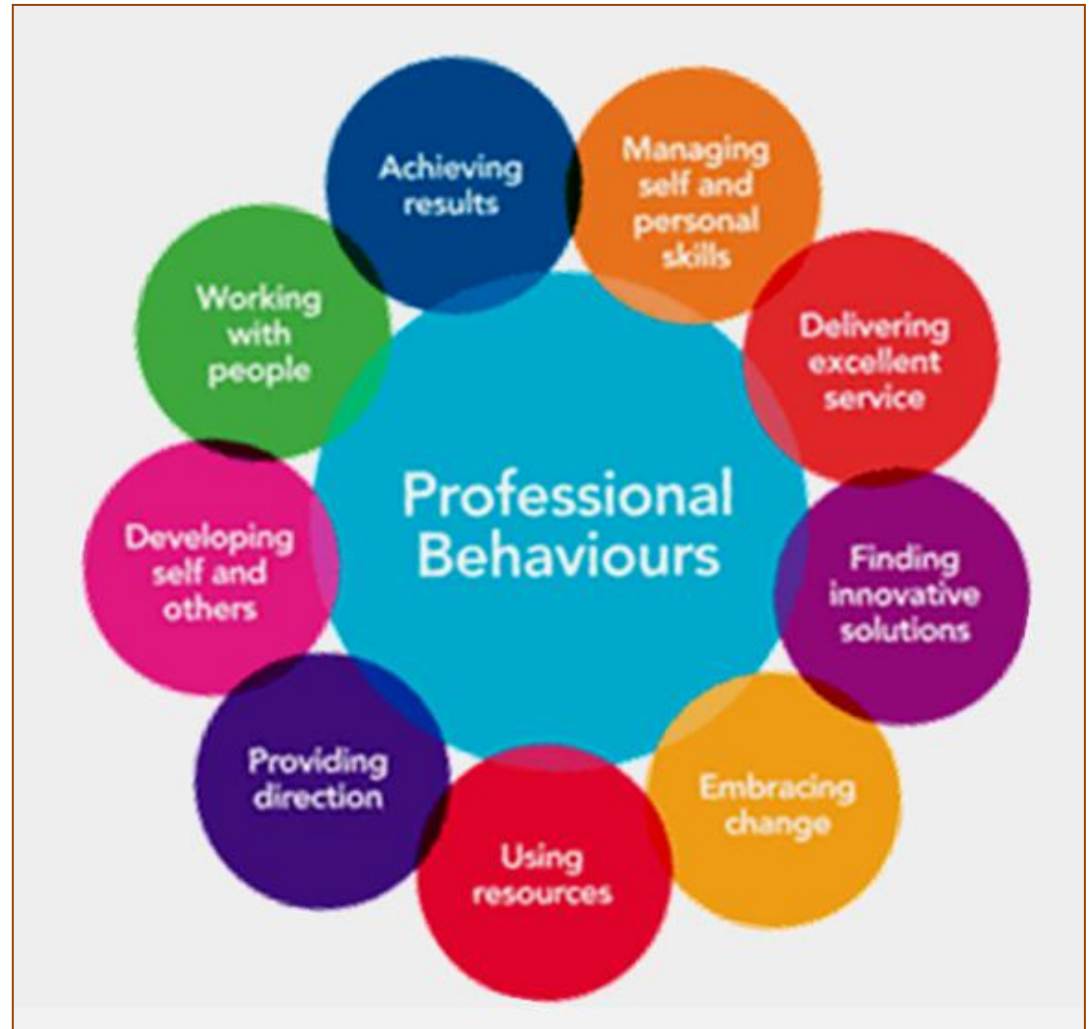 Professional
Behaviours
Achieving
results
Managing
self and
personal
skills
Delivering
excellent
service
Finding
innovative
solutions
Embracing
change
Using
resources
Providing
direction
Developing
self and
others
Working
with
people